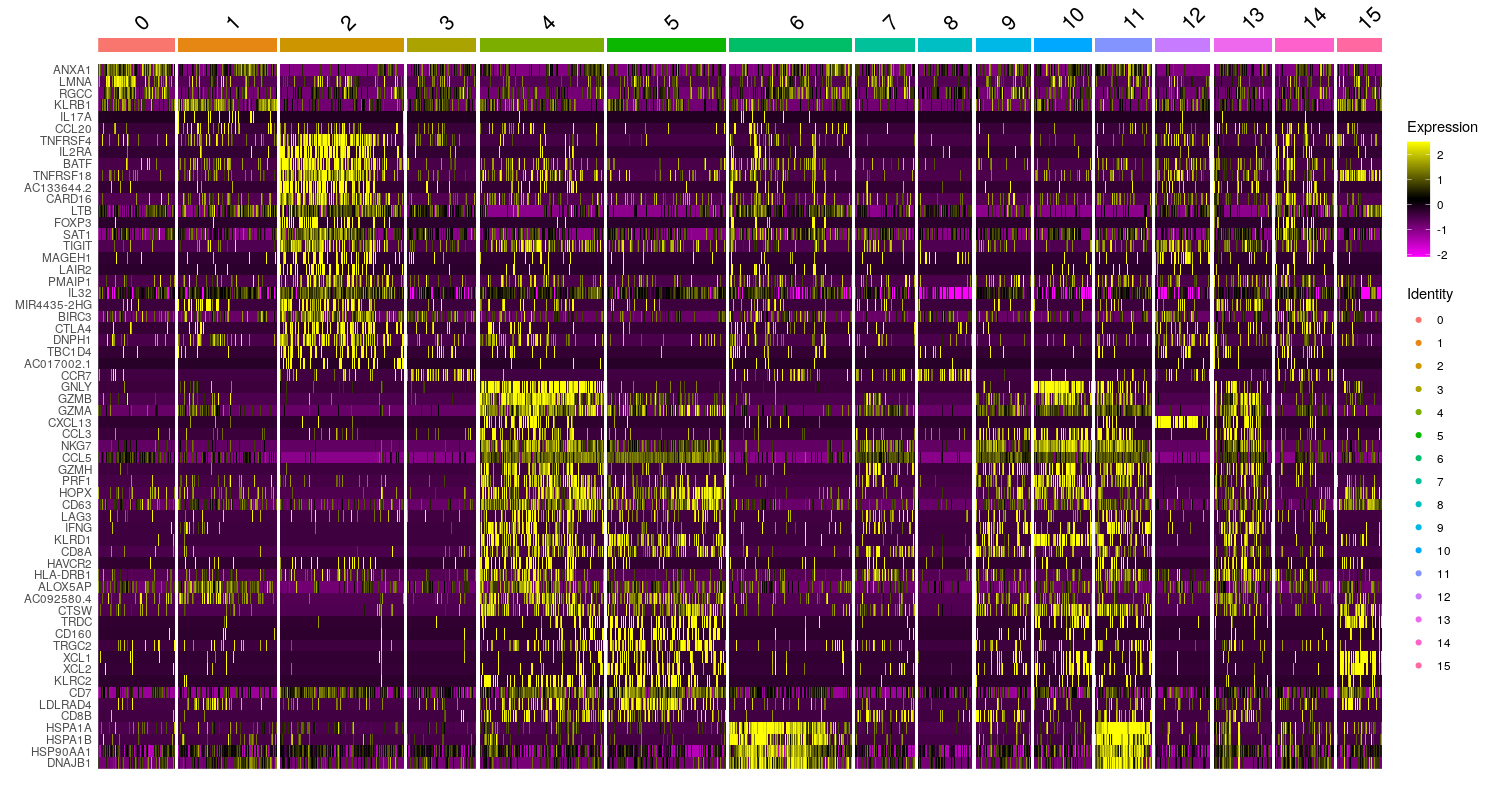 0 1 2 3 4 5 6 7 8 9 10 11 12 13 14 15
ANXA1
LMNA
RGCC
KLRB1
IL17A
CCL20
TNFRSF4
IL2RA
BATF
TNFRSF18
AC133644.2
CARD16
LTB
FOXP3
SAT1
TIGIT
MAGEH1
LAIR2
PMAIP1
IL32
MIR4435-2HG
BIRC3
CTLA4
DNPH1
TBC1D4
AC017002.1
CCR7
GNLY
GZMB
GZMA
CXCL13
CCL3
NKG7
CCL5
GZMH
PRF1
HOPX
CD63
LAG3
IFNG
KLRD1
CD8A
HAVCR2
HLA-DRB1
ALOX5AP
AC092580.4
CTSW
TRDC
CD160
TRGC2
XCL1
XCL2
KLRC2
CD7
LDLRAD4
CD8B
HSPA1A
HSPA1B
HSP90AA1
DNAJB1
Expression
2
1
0
-1
-2
Identity
0
1
2
3
4
5
6
7
8
9
10
11
12
13
14
15